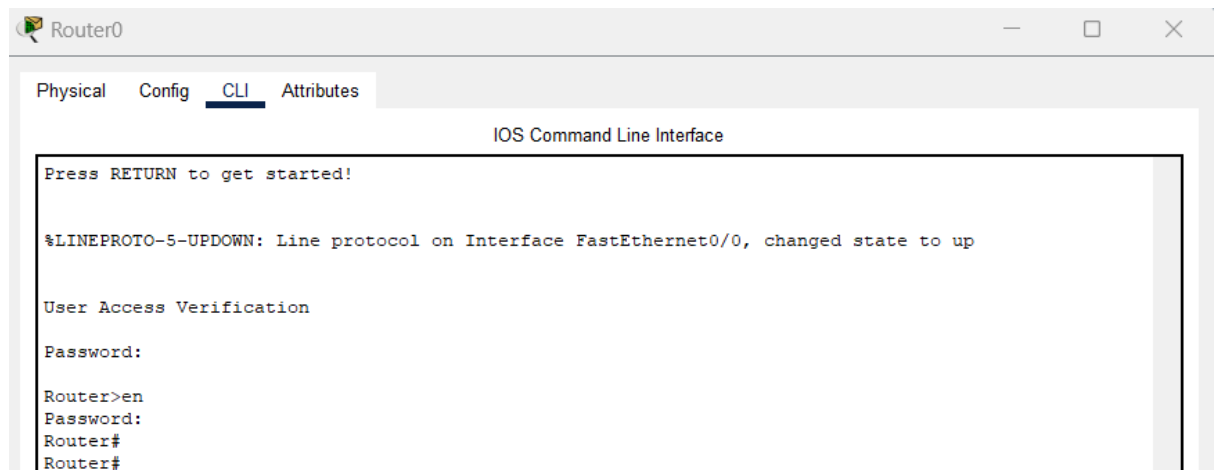 Router0
Physical Config CLI Attributes
IOS Command Line Interface
Press RETURN to get started!
%LINEPROTO-5-UPDOWN: Line protocol on Interface FastEthernet0/0, changed state to up
User Access Verification
Password:
Router>en
Password:
Router#
Router#